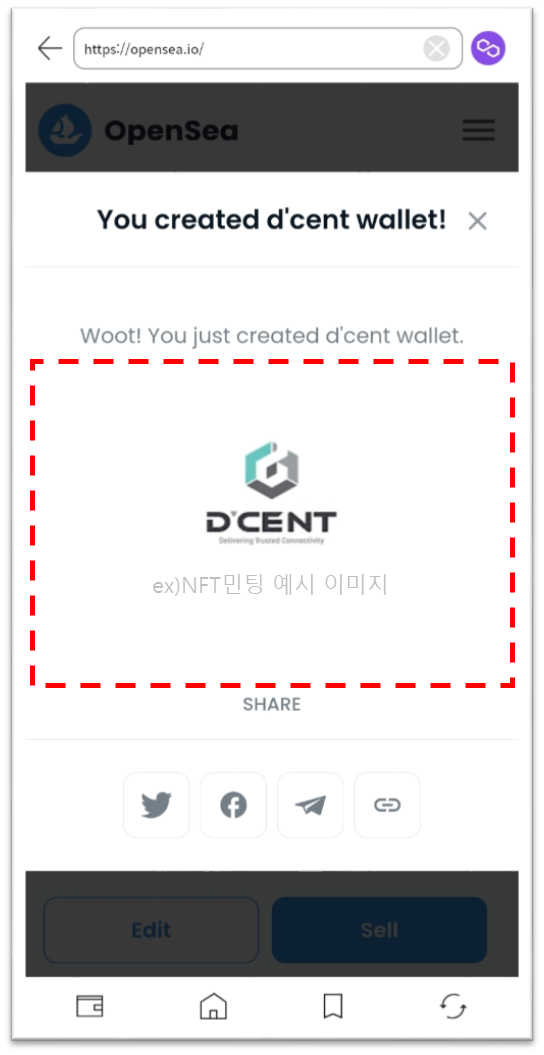 https://opensea.io/
OpenSea
You created d'cent wallet!
Woot! You just created d'cent wallet.
D'CENT
Delivering Trusted Connectivity
ex)NFT민팅 예시 이미지
SHARE
Edit
Sell